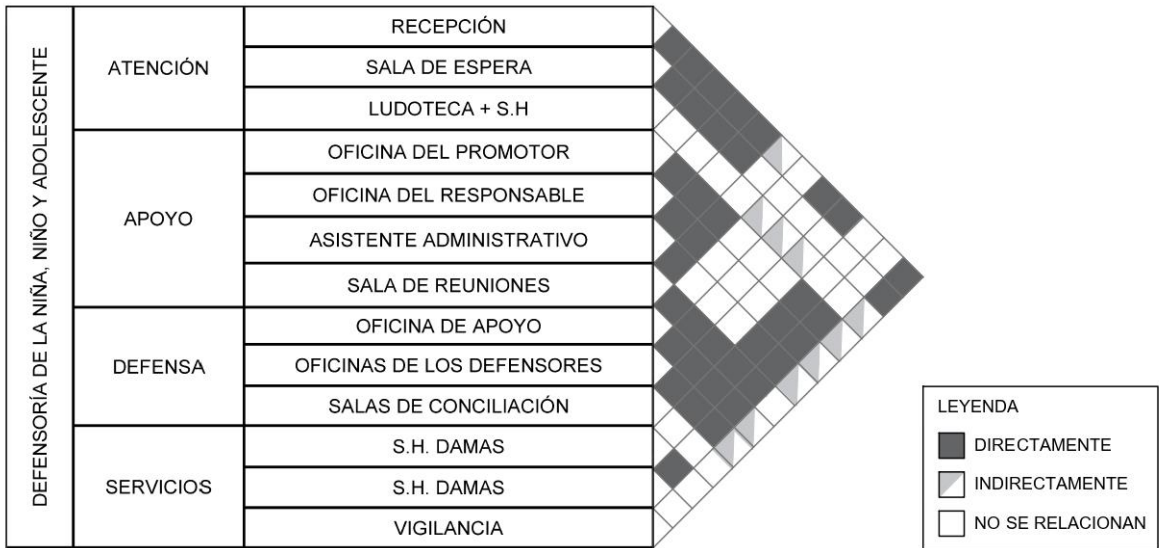 DEFENSORÍA DE LA NIÑA, NIÑO Y ADOLESCENTE
ATENCIÓN
RECEPCIÓN
SALA DE ESPERA
LUDOTECA + S.H
APOYO
OFICINA DEL PROMOTOR
OFICINA DEL RESPONSABLE
ASISTENTE ADMINISTRATIVO
SALA DE REUNIONES
DEFENSA
OFICINA DE APOYO
OFICINAS DE LOS DEFENSORES
SALAS DE CONCILIACIÓN
SERVICIOS
S.H. DAMAS
S.H. DAMAS
VIGILANCIA
LEYENDA
DIRECTAMENTE
INDIRECTAMENTE
NO SE RELACIONAN